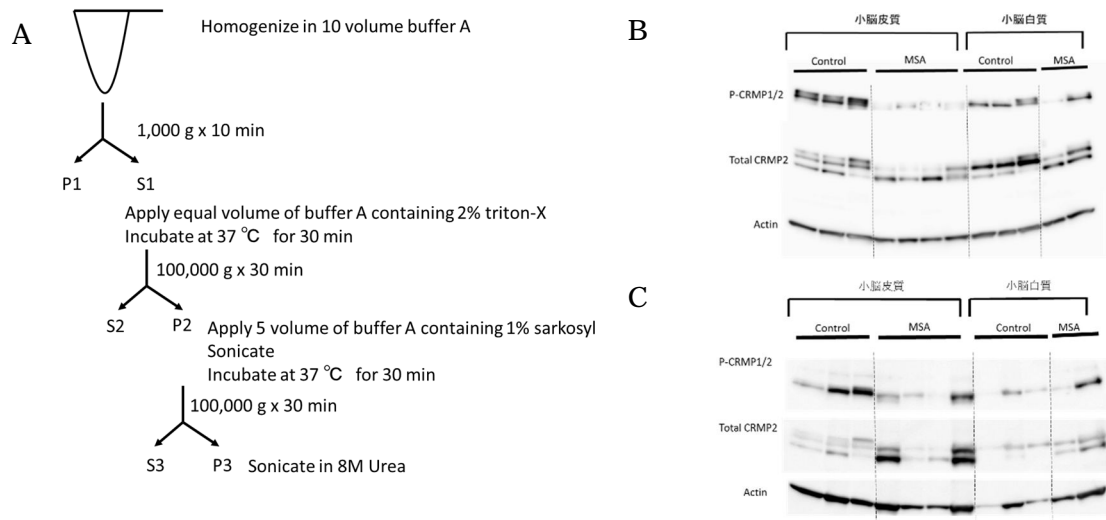 A
Homogenize in 10 volume buffer A
1,000 g x 10 min
P1
S1
Apply equal volume of buffer A containing 2% triton-X
Incubate at 37 ℃ for 30 min
100,000 g x 30 min
S2
P2
Apply 5 volume of buffer A containing 1% sarkosyl
Sonicate
Incubate at 37 ℃ for 30 min
100,000 g x 30 min
S3
P3
Sonicate in 8M Urea
B
小脳皮質
小脳白質
Control
MSA
Control
MSA
P-CRMP1/2
Total CRMP2
Actin
C
小脳皮質
小脳白質
Control
MSA
Control
MSA
P-CRMP1/2
Total CRMP2
Actin